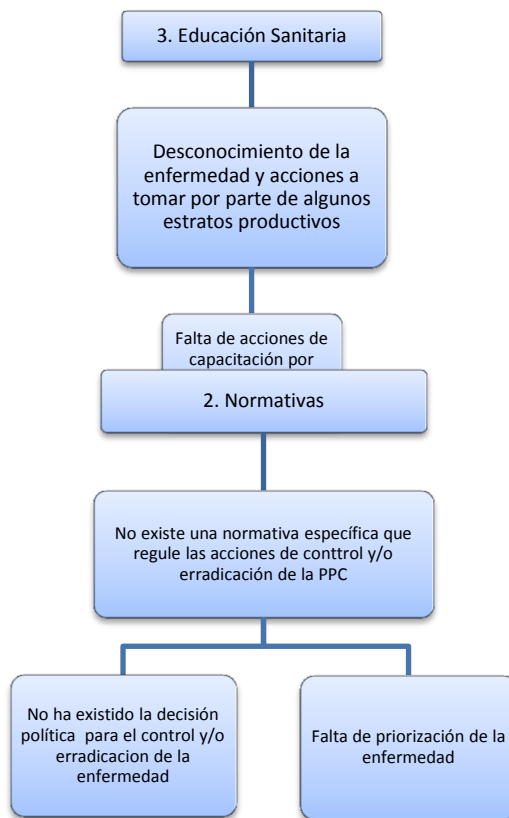 3. Educación Sanitaria
Desconocimiento de la
enfermedad y acciones a
tomar por parte de algunos
estratos productivos
Falta de acciones de
capacitación por
2. Normativas
No existe una normativa específica que
regule las acciones de conttrol y/o
erradicación de la PPC
No ha existido la decisión
política para el control y/o
erradicacion de la
enfermedad
Falta de priorización de la
enfermedad